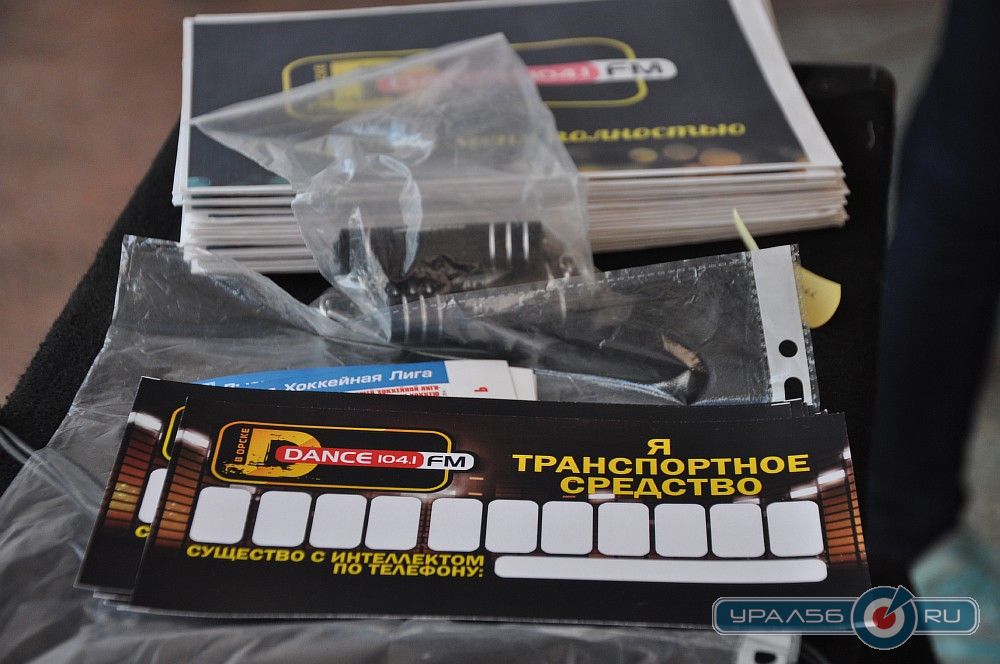 DANCE 104.1 FM
полностью
Хоккейная Лига
В ОРСКЕ
D DANCE 104.1 FM
Я
ТРАНСПОРТНОЕ
СРЕДСТВО
СУЩЕСТВО С ИНТЕЛЛЕКТОМ
ПО ТЕЛЕФОНУ:
УРАЛ56 RU